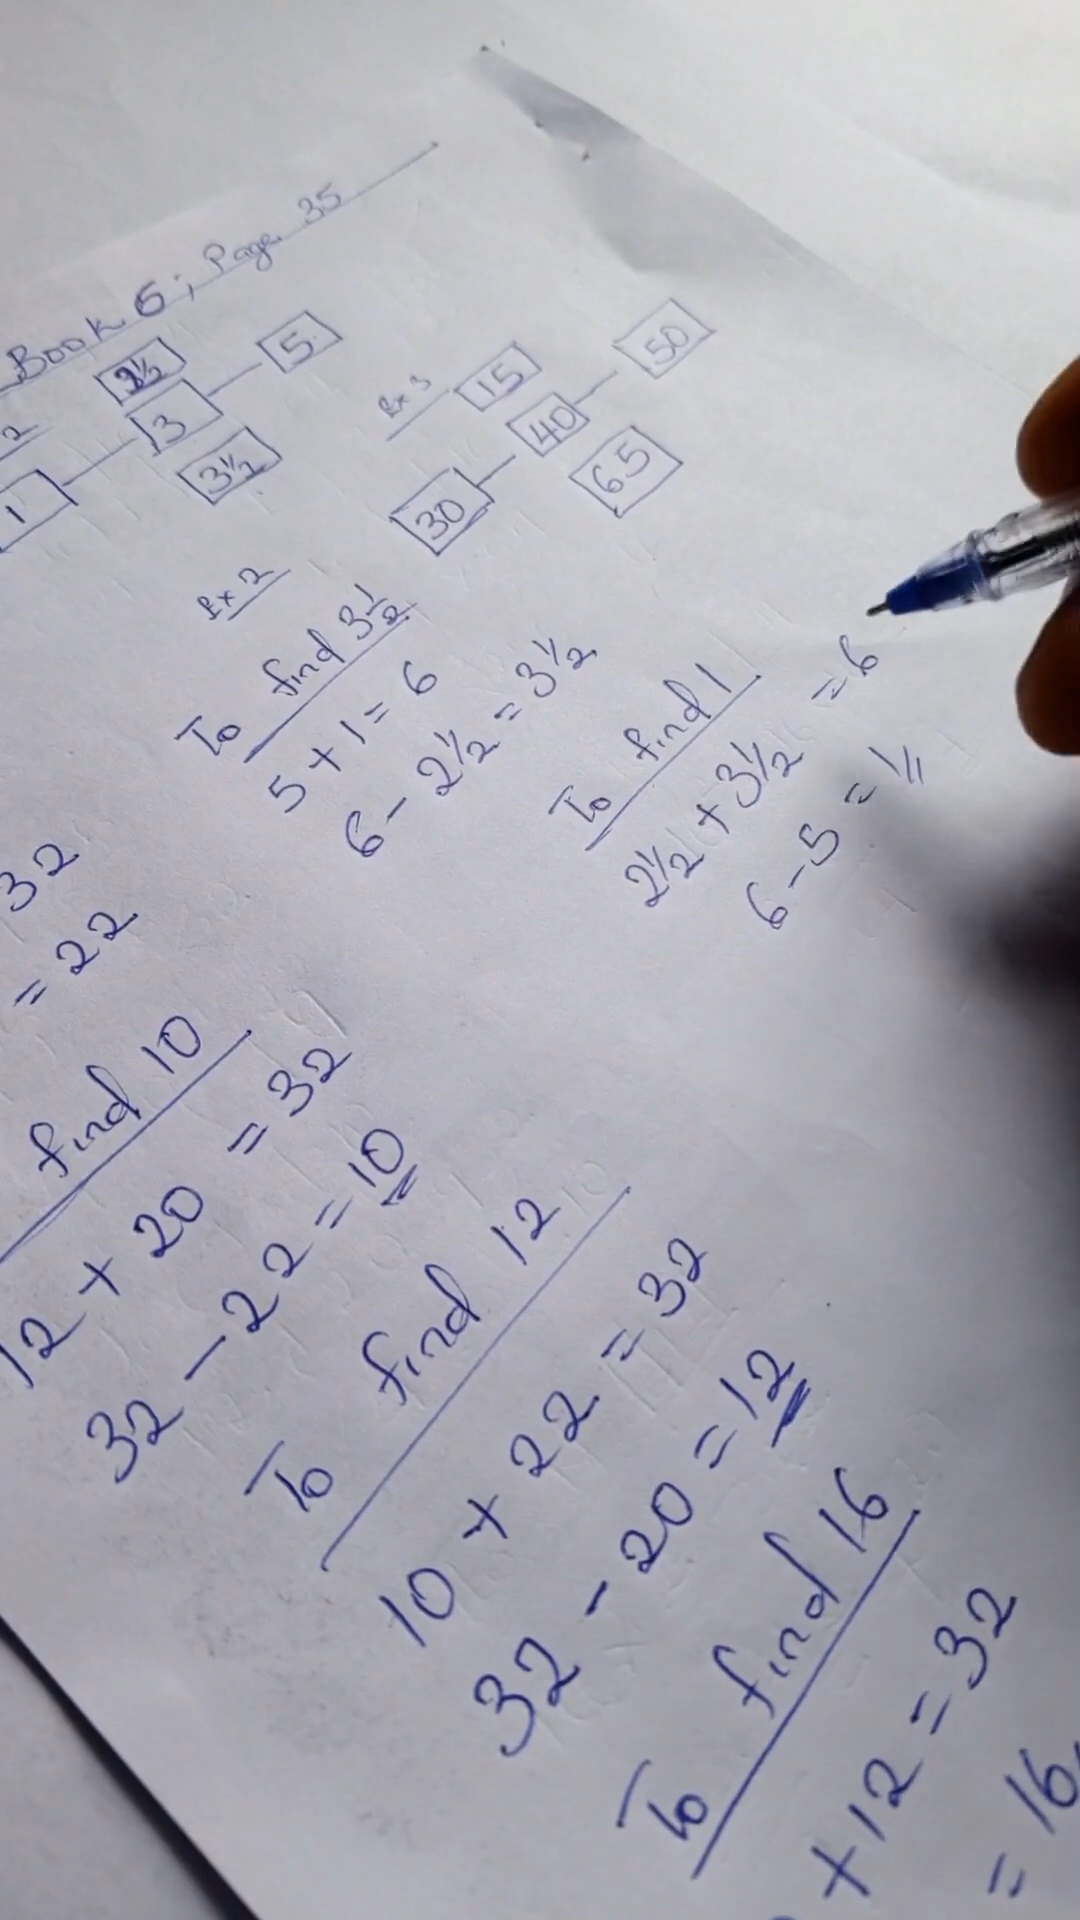 Book 6; Page 35
2
1
3
5
3½
Ex 3
15
30
40
50
65
Ex 2
To find 3½
5 + 1 = 6
6 - 2½ = 3½
To find 1
2½ + 3½ = 6
6 - 5 = 1
32
= 22
find 10
12 + 20 = 32
32 - 22 = 10
To find 12
10 + 22 = 32
32 - 20 = 12
To find 16
+ 12 = 32
= 16